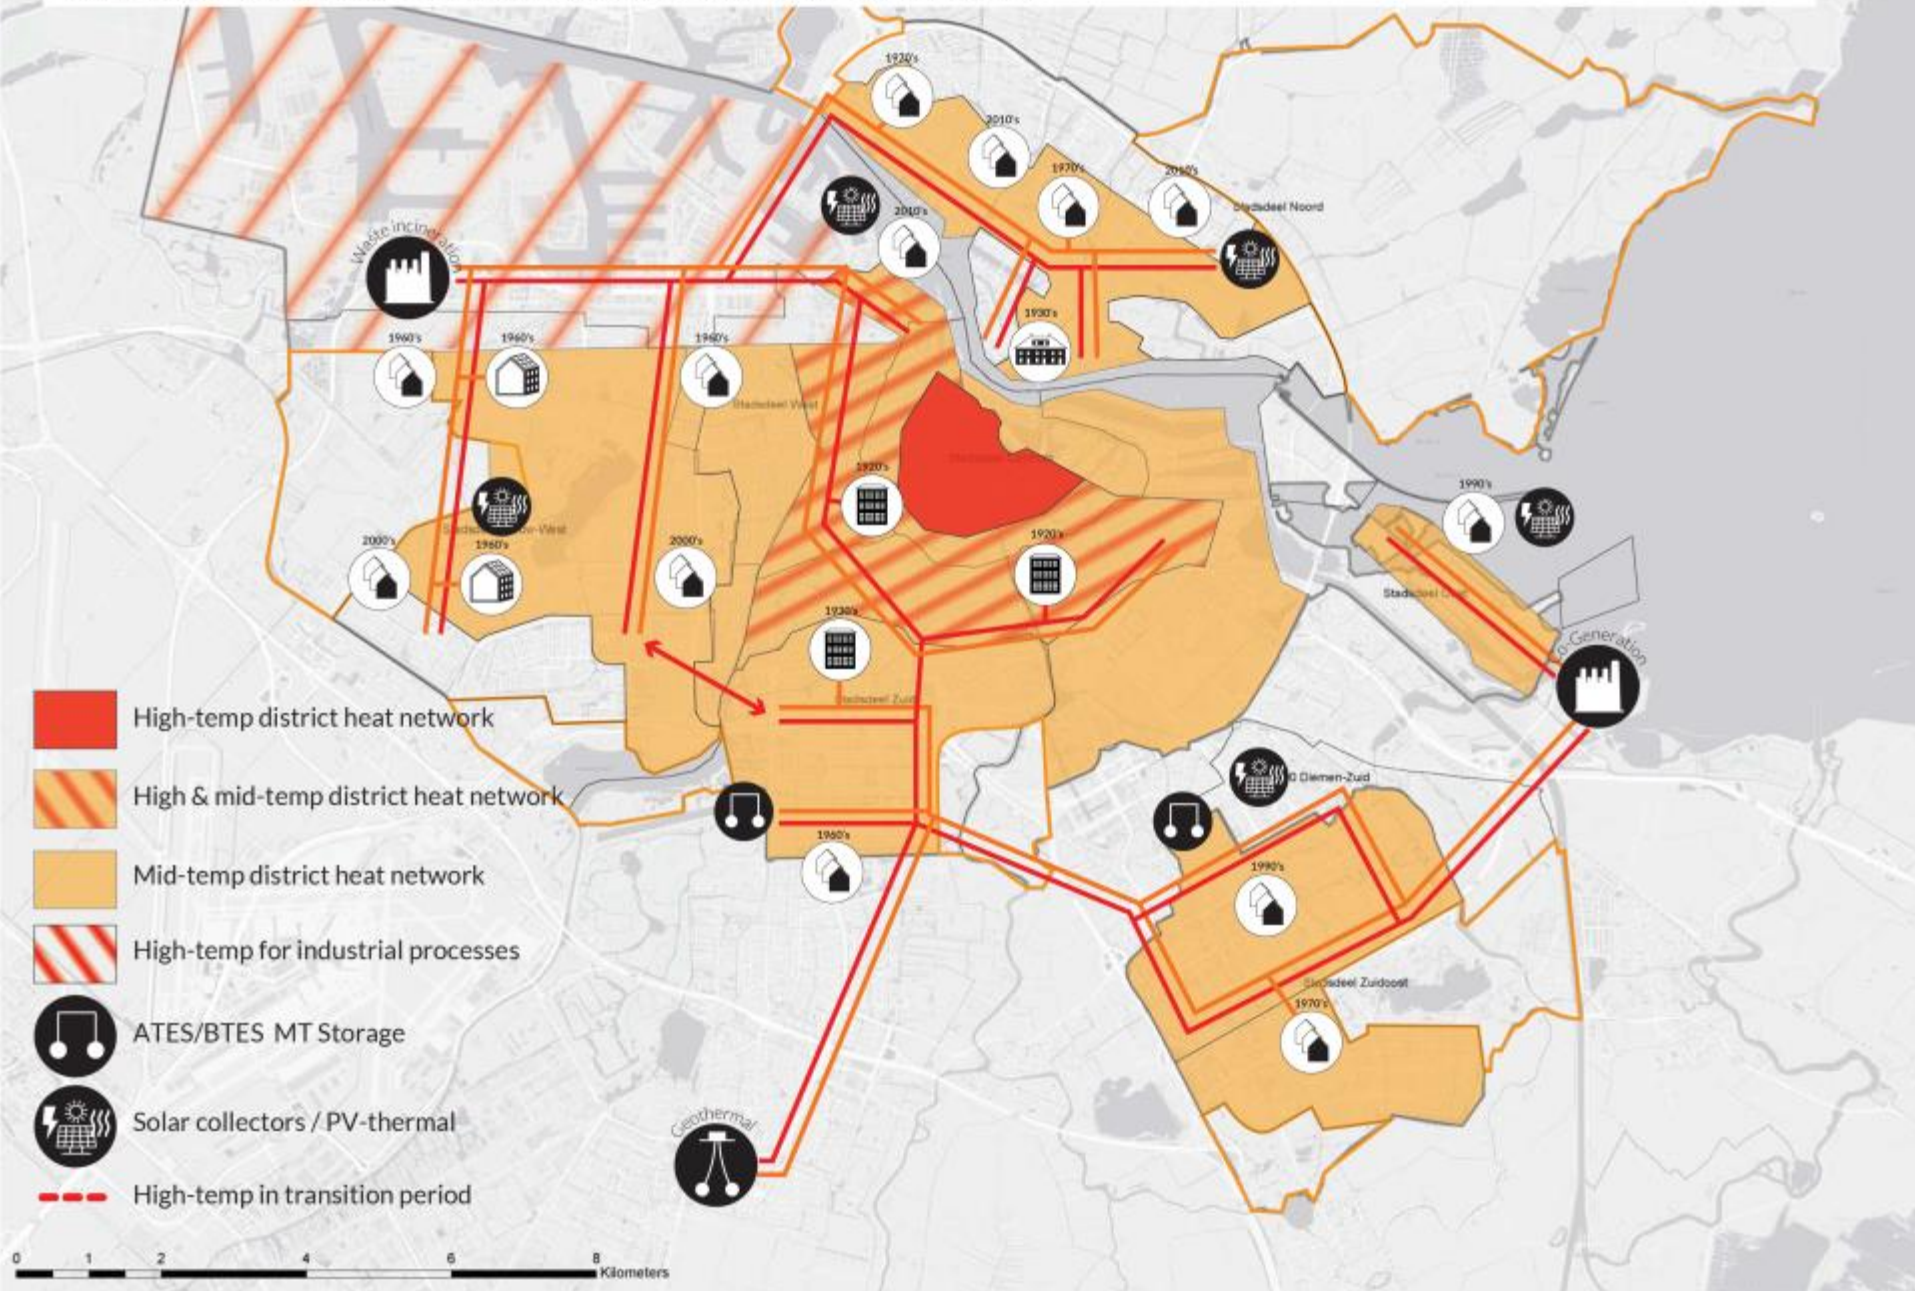 1920's
2010's
1970's
2010's
Stadsdeel Noord
2010's
Waste incineration
1930's
1960's
1960's
1960's
Stadsdeel West
1920's
1990's
2000's
1960's
2000's
1920's
1930's
Stadsdeel Zuid
Co-Generation
High-temp district heat network
High & mid-temp district heat network
Mid-temp district heat network
High-temp for industrial processes
ATES/BTES MT Storage
Solar collectors / PV-thermal
High-temp in transition period
1960's
Diemen-Zuid
1990's
Stadsdeel Zuidoost
1970's
Geothermal
0 1 2 4 6 8
Kilometers